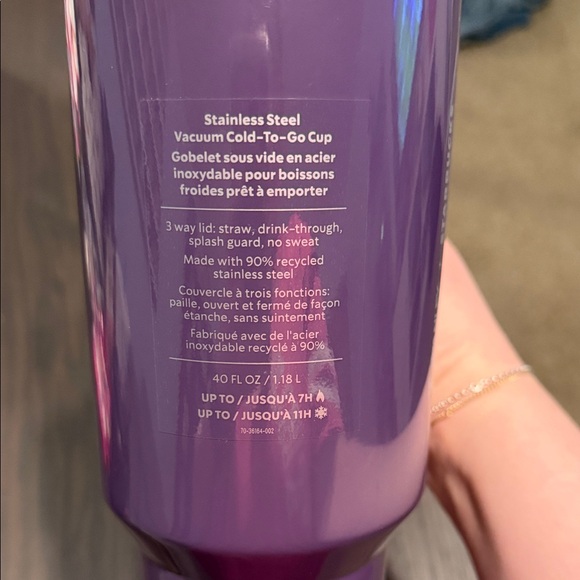 Stainless Steel
Vacuum Cold-To-Go Cup
Gobelet sous vide en acier
inoxydable pour boissons
froides prêt à emporter
3 way lid: straw, drink-through,
splash guard, no sweat
Made with 90% recycled
stainless steel
Couvercle à trois fonctions:
paille, ouvert et fermé de façon
étanche, sans suintement
Fabriqué avec de l'acier
inoxydable recyclé à 90%
40 FL OZ / 1.18 L
UP TO / JUSQU'À 7H
UP TO / JUSQU'À 11H
70-36164-002